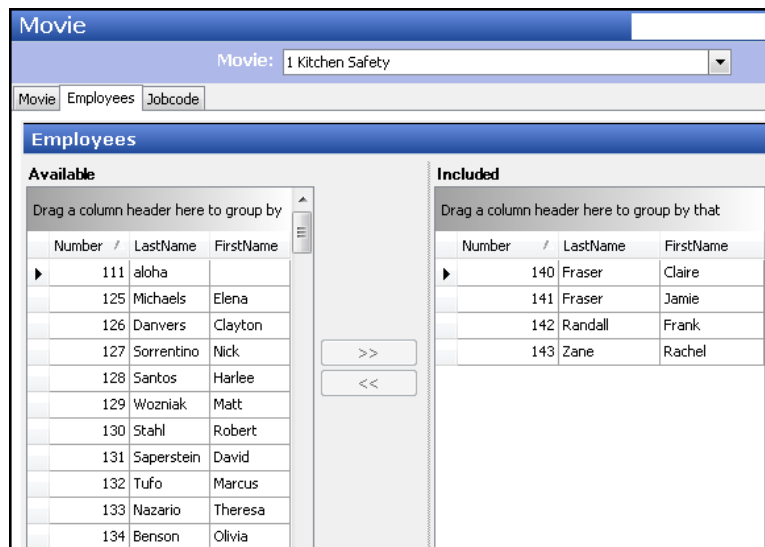 Movie
Movie: 1 Kitchen Safety
Movie Employees Jobcode
Employees
Available
Drag a column header here to group by
Number / LastName FirstName
111 aloha
125 Michaels Elena
126 Danvers Clayton
127 Sorrentino Nick
128 Santos Harlee
129 Wozniak Matt
130 Stahl Robert
131 Saperstein David
132 Tufo Marcus
133 Nazario Theresa
134 Benson Olivia
>>
<<
Included
Drag a column header here to group by that
Number / LastName FirstName
140 Fraser Claire
141 Fraser Jamie
142 Randall Frank
143 Zane Rachel